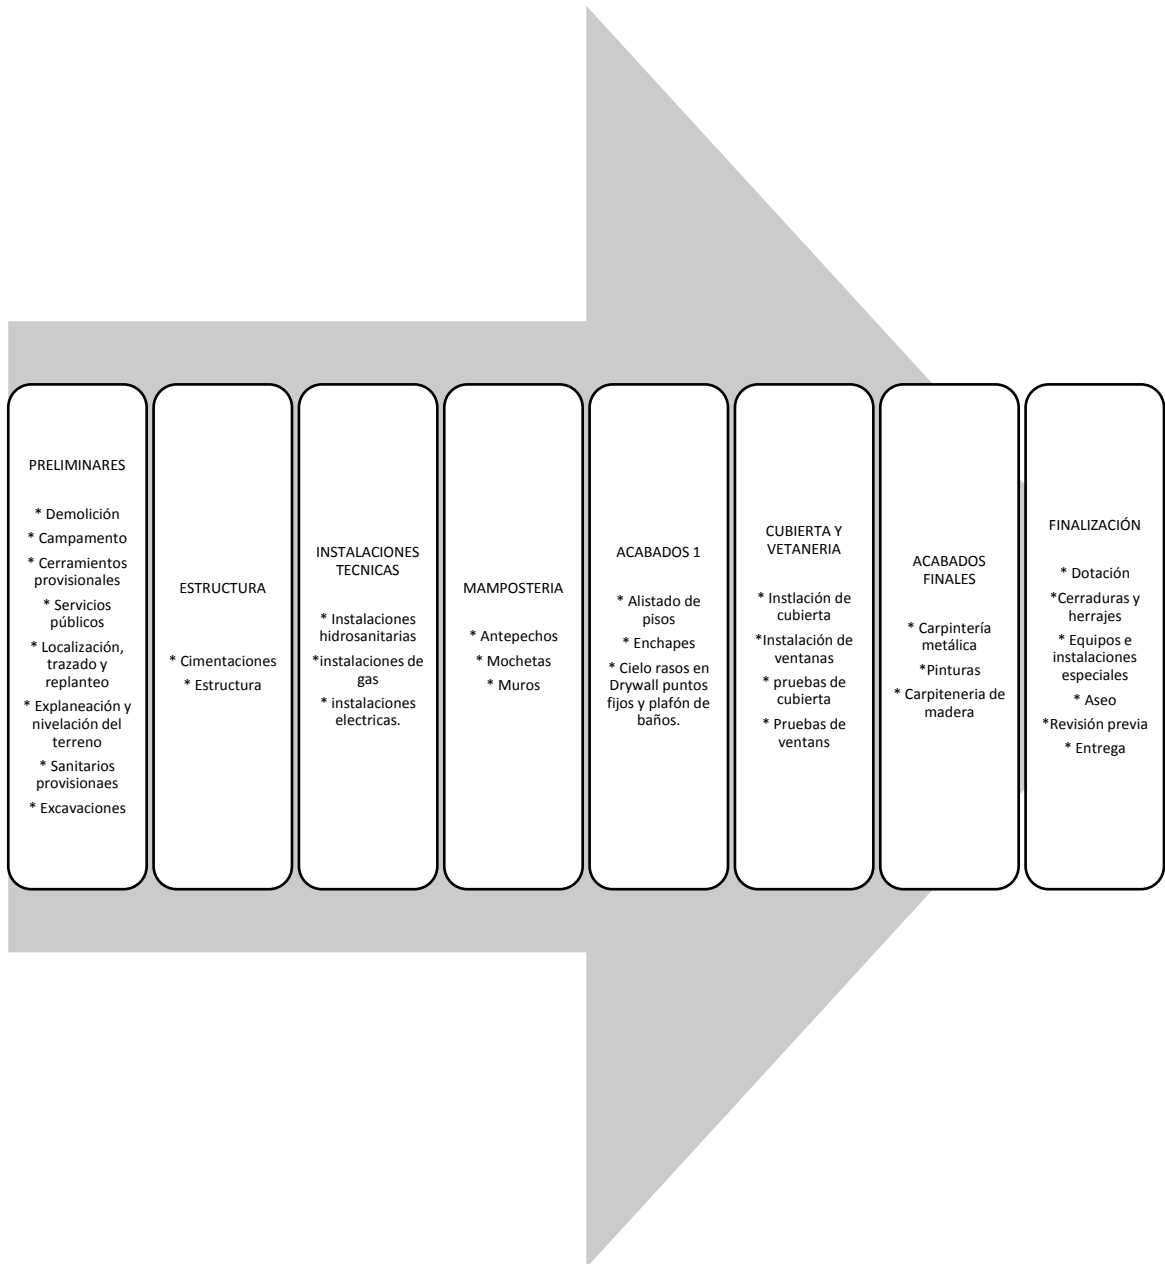 PRELIMINARES
* Demolición
* Campamento
* Cerramientos
provisionales
* Servicios
públicos
* Localización,
trazado y
replanteo
* Explaneación y
nivelación del
terreno
* Sanitarios
provisionaes
* Excavaciones
ESTRUCTURA
* Cimentaciones
* Estructura
INSTALACIONES
TECNICAS
* Instalaciones
hidrosanitarias
*instalaciones de
gas
* instalaciones
electricas.
MAMPOSTERIA
* Antepechos
* Mochetas
* Muros
ACABADOS 1
* Alistado de
pisos
* Enchapes
* Cielo rasos en
Drywall puntos
fijos y plafón de
baños.
CUBIERTA Y
VETANERIA
* Instlación de
cubierta
*Instalación de
ventanas
* pruebas de
cubierta
* Pruebas de
ventans
ACABADOS
FINALES
* Carpintería
metálica
*Pinturas
* Carpiteneria de
madera
FINALIZACIÓN
* Dotación
*Cerraduras y
herrajes
* Equipos e
instalaciones
especiales
* Aseo
*Revisión previa
* Entrega